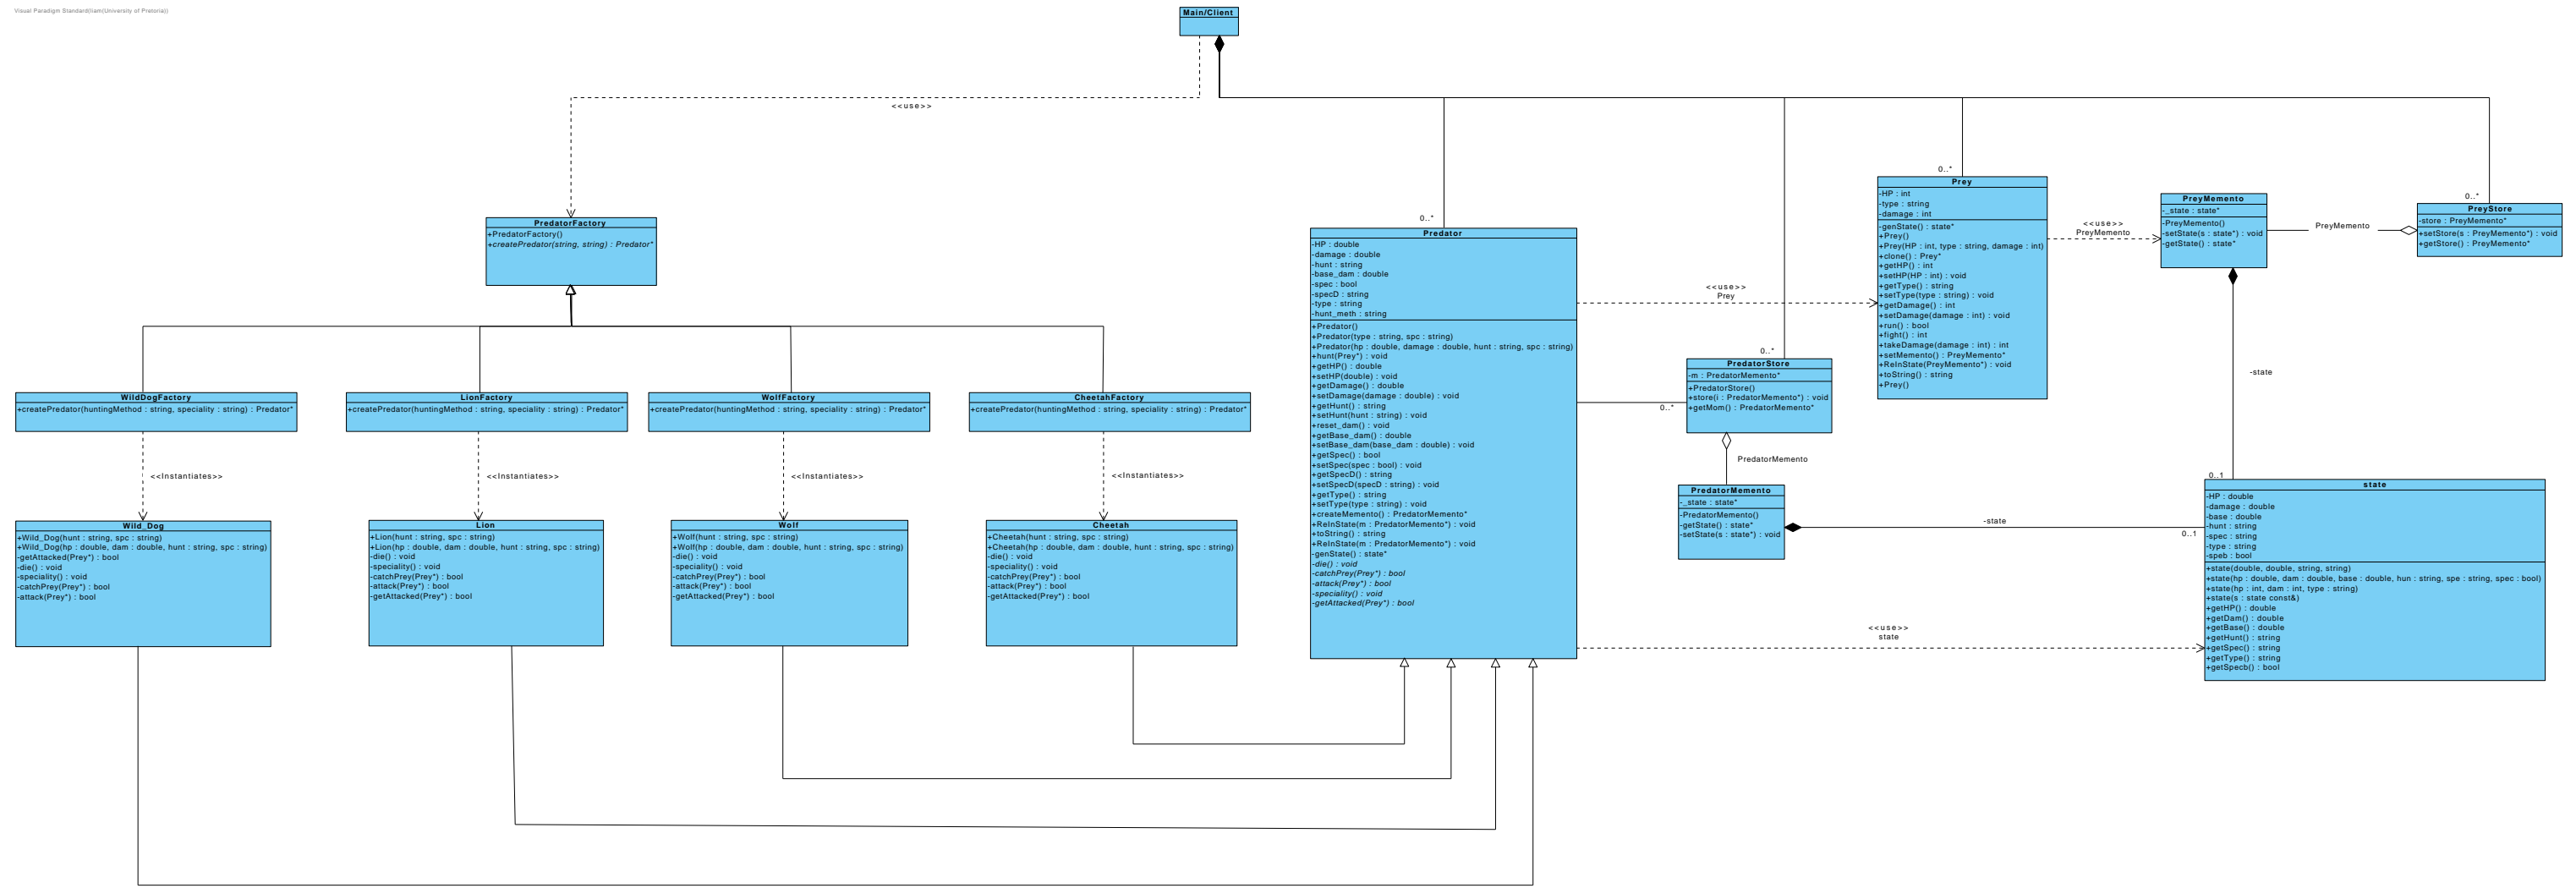 Visual Paradigm Standard(liam(University of Pretoria))
Main/Client
<<use>>
PredatorFactory
+PredatorFactory()
+createPredator(string, string) : Predator*
WildDogFactory
+createPredator(huntingMethod : string, speciality : string) : Predator*
LionFactory
+createPredator(huntingMethod : string, speciality : string) : Predator*
WolfFactory
+createPredator(huntingMethod : string, speciality : string) : Predator*
CheetahFactory
+createPredator(huntingMethod : string, speciality : string) : Predator*
<<Instantiates>>
<<Instantiates>>
<<Instantiates>>
<<Instantiates>>
Wild_Dog
+Wild_Dog(hunt : string, spc : string)
+Wild_Dog(hp : double, dam : double, hunt : string, spc : string)
-getAttacked(Prey*) : bool
-die() : void
-speciality() : void
-catchPrey(Prey*) : bool
-attack(Prey*) : bool
Lion
+Lion(hunt : string, spc : string)
+Lion(hp : double, dam : double, hunt : string, spc : string)
-die() : void
-speciality() : void
-catchPrey(Prey*) : bool
-attack(Prey*) : bool
-getAttacked(Prey*) : bool
Wolf
+Wolf(hunt : string, spc : string)
+Wolf(hp : double, dam : double, hunt : string, spc : string)
-die() : void
-speciality() : void
-catchPrey(Prey*) : bool
-attack(Prey*) : bool
-getAttacked(Prey*) : bool
Cheetah
+Cheetah(hunt : string, spc : string)
+Cheetah(hp : double, dam : double, hunt : string, spc : string)
-die() : void
-speciality() : void
-catchPrey(Prey*) : bool
-attack(Prey*) : bool
-getAttacked(Prey*) : bool
0..*
Predator
-HP : double
-damage : double
-hunt : string
-base_dam : double
-spec : bool
-specD : string
-type : string
-hunt_meth : string
+Predator()
+Predator(type : string, spc : string)
+Predator(hp : double, damage : double, hunt : string, spc : string)
+hunt(Prey*) : void
+getHP() : double
+setHP(double) : void
+getDamage() : double
+setDamage(damage : double) : void
+getHunt() : string
+setHunt(hunt : string) : void
+reset_dam() : void
+getBase_dam() : double
+setBase_dam(base_dam : double) : void
+getSpec() : bool
+setSpec(spec : bool) : void
+getSpecD() : string
+setSpecD(specD : string) : void
+getType() : string
+setType(type : string) : void
+createMemento() : PredatorMemento*
+ReInState(m : PredatorMemento*) : void
+toString() : string
+ReInState(m : PredatorMemento*) : void
-genState() : state*
-die() : void
-catchPrey(Prey*) : bool
-attack(Prey*) : bool
-speciality() : void
-getAttacked(Prey*) : bool
<<use>>
Prey
0..*
PredatorStore
-m : PredatorMemento*
+PredatorStore()
+store(i : PredatorMemento*) : void
+getMom() : PredatorMemento*
0..*
PredatorMemento
PredatorMemento
-_state : state*
-PredatorMemento()
-getState() : state*
-setState(s : state*) : void
-state
0..1
<<use>>
state
0..*
Prey
-HP : int
-type : string
-damage : int
-genState() : state*
+Prey()
+Prey(HP : int, type : string, damage : int)
+clone() : Prey*
+getHP() : int
+setHP(HP : int) : void
+getType() : string
+setType(type : string) : void
+getDamage() : int
+setDamage(damage : int) : void
+run() : bool
+fight() : int
+takeDamage(damage : int) : int
+setMemento() : PreyMemento*
+ReInState(PreyMemento*) : void
+toString() : string
+Prey()
<<use>>
PreyMemento
PreyMemento
-_state : state*
-PreyMemento()
-setState(s : state*) : void
-getState() : state*
PreyMemento
0..*
PreyStore
-store : PreyMemento*
+setStore(s : PreyMemento*) : void
+getStore() : PreyMemento*
-state
0..1
state
-HP : double
-damage : double
-base : double
-hunt : string
-spec : string
-type : string
-speb : bool
+state(double, double, string, string)
+state(hp : double, dam : double, base : double, hun : string, spe : string, spec : bool)
+state(hp : int, dam : int, type : string)
+state(s : state const&)
+getHP() : double
+getDam() : double
+getBase() : double
+getHunt() : string
+getSpec() : string
+getType() : string
+getSpecb() : bool